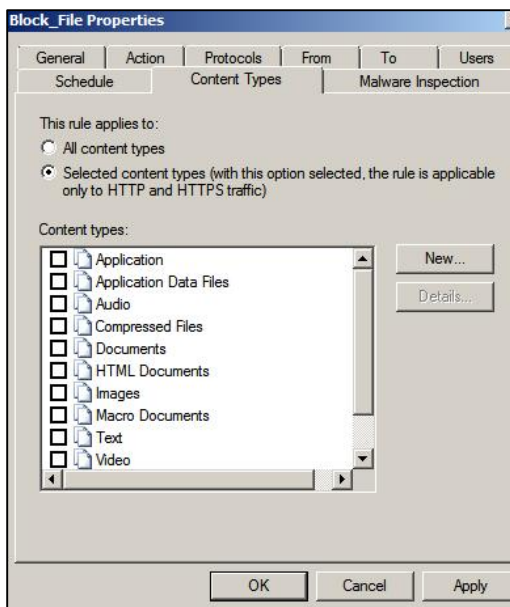 Block_File Properties
General Action Protocols From To Users
Schedule Content Types Malware Inspection
This rule applies to:
All content types
Selected content types (with this option selected, the rule is applicable
only to HTTP and HTTPS traffic)
Content types:
Application
Application Data Files
Audio
Compressed Files
Documents
HTML Documents
Images
Macro Documents
Text
Video
New...
Details...
OK Cancel Apply